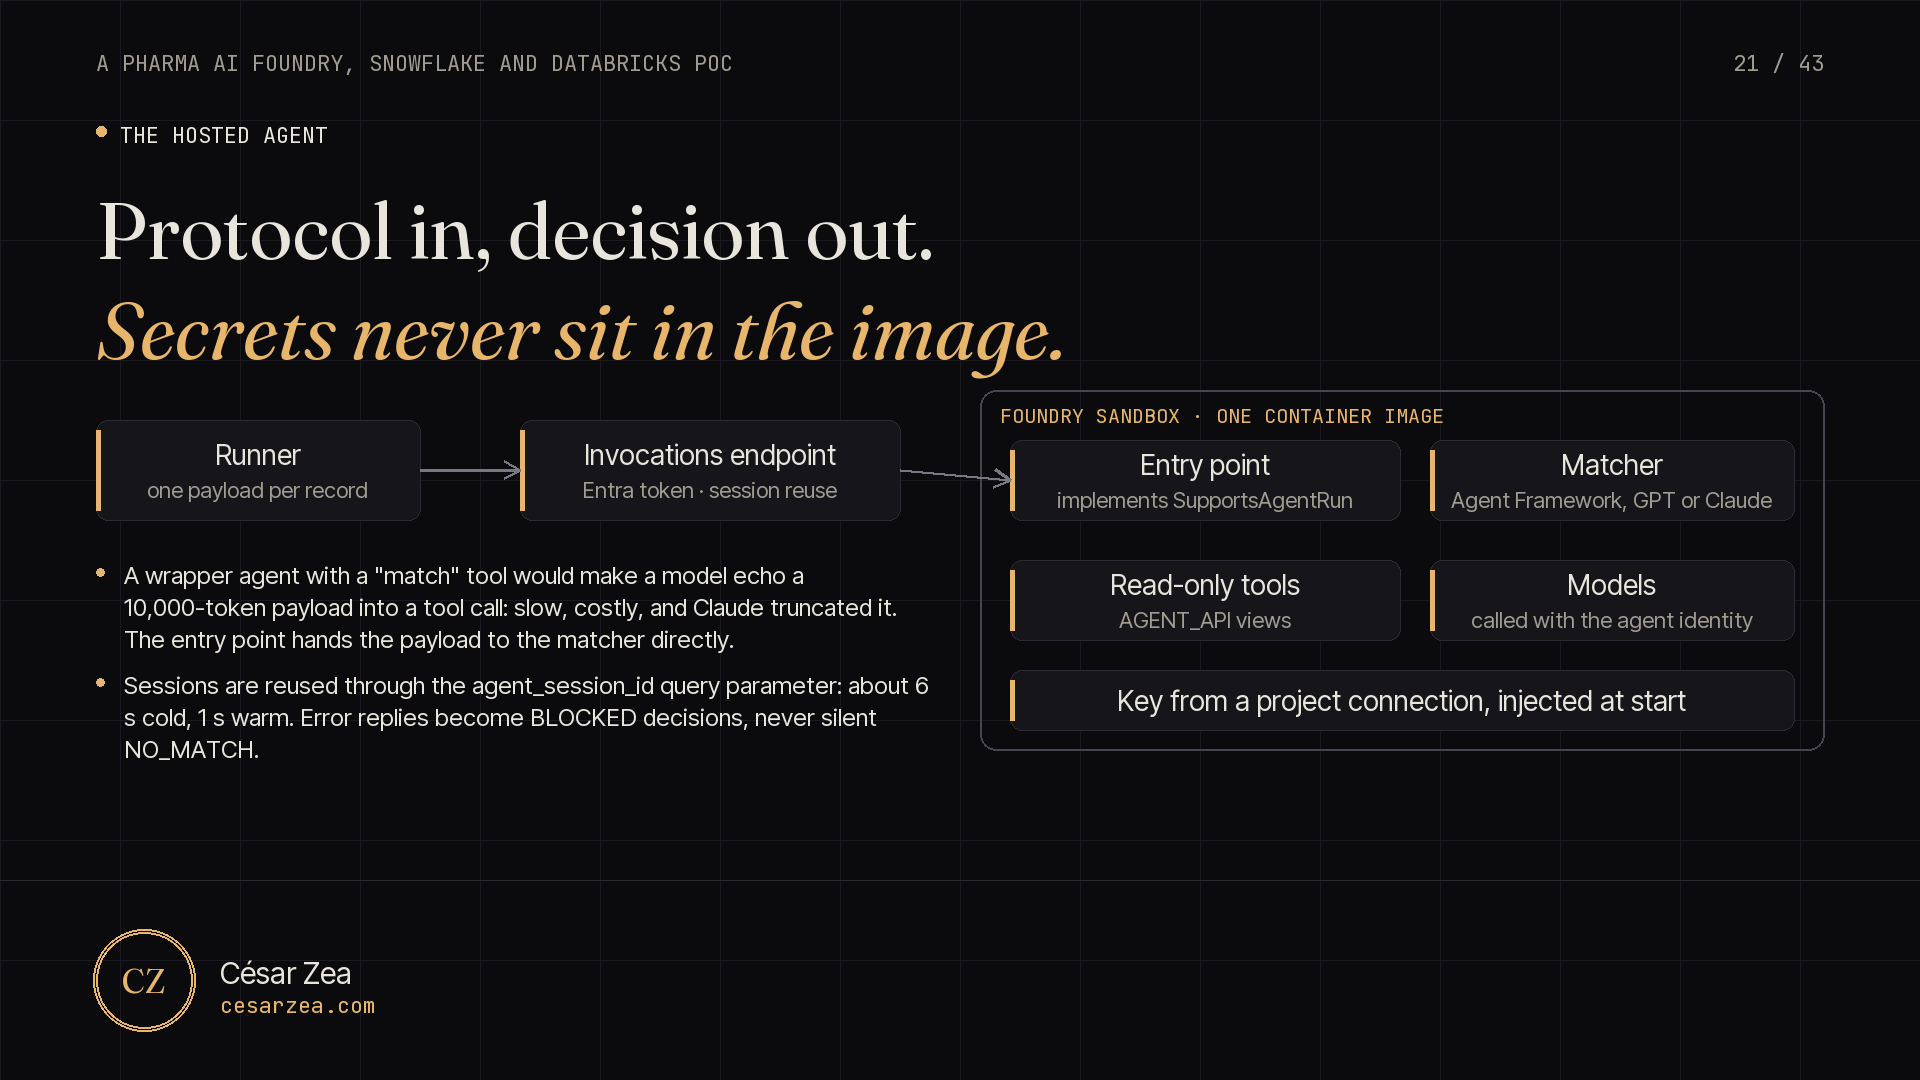 A PHARMA AI FOUNDRY, SNOWFLAKE AND DATABRICKS POC
21 / 43
THE HOSTED AGENT
Protocol in, decision out.
Secrets never sit in the image.
Runner
one payload per record
Invocations endpoint
Entra token · session reuse
FOUNDRY SANDBOX · ONE CONTAINER IMAGE
Entry point
implements SupportsAgentRun
Matcher
Agent Framework, GPT or Claude
Read-only tools
AGENT_API views
Models
called with the agent identity
Key from a project connection, injected at start
A wrapper agent with a "match" tool would make a model echo a
10,000-token payload into a tool call: slow, costly, and Claude truncated it.
The entry point hands the payload to the matcher directly.
Sessions are reused through the agent_session_id query parameter: about 6
s cold, 1 s warm. Error replies become BLOCKED decisions, never silent
NO_MATCH.
CZ
César Zea
cesarzea.com